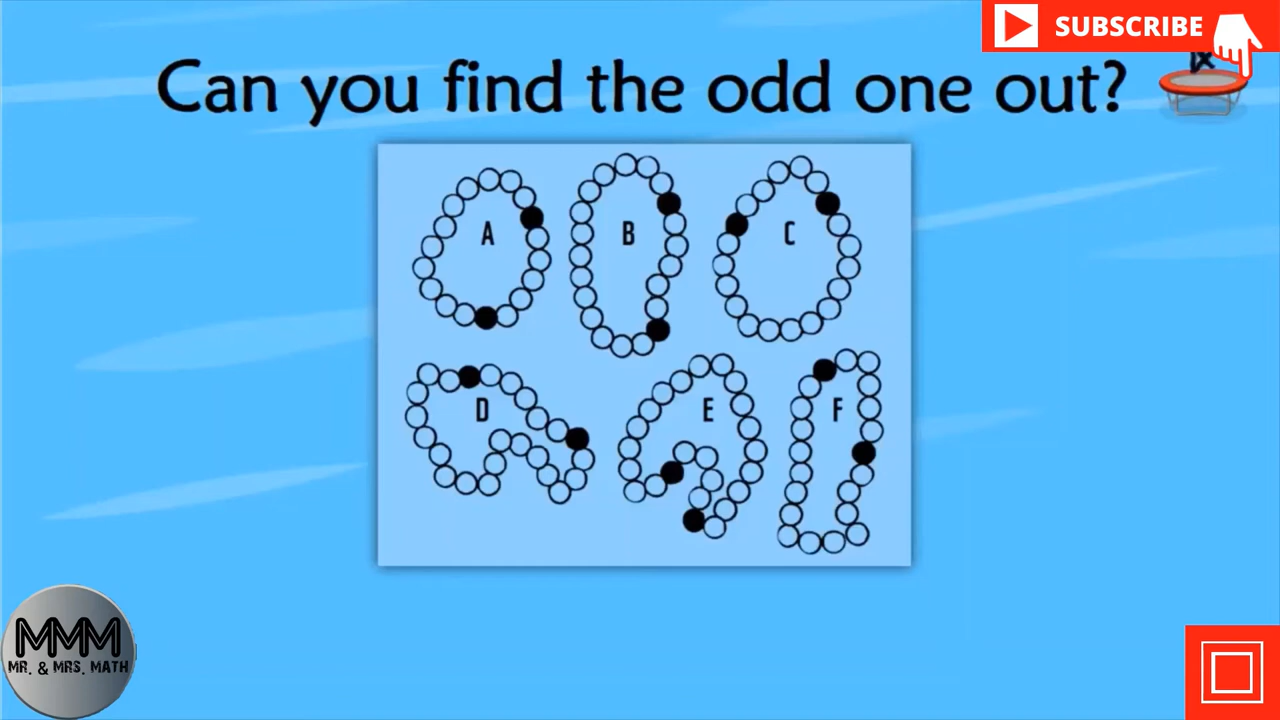 SUBSCRIBE
Can you find the odd one out?
A B C
D E F
MMM
MR. & MRS. MATH